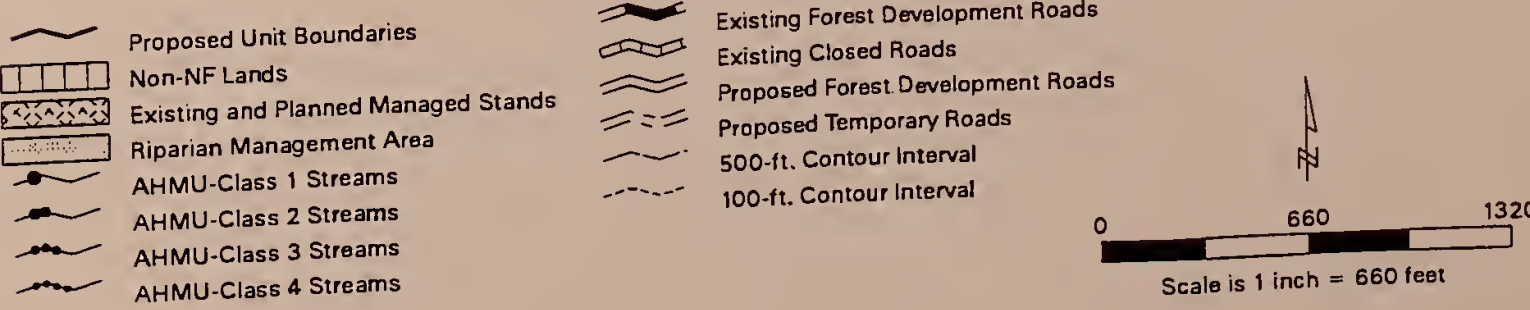 Proposed Unit Boundaries
Non-NF Lands
Existing and Planned Managed Stands
Riparian Management Area
AHMU-Class 1 Streams
AHMU-Class 2 Streams
AHMU-Class 3 Streams
AHMU-Class 4 Streams
Existing Forest Development Roads
Existing Closed Roads
Proposed Forest Development Roads
Proposed Temporary Roads
500-ft. Contour Interval
100-ft. Contour Interval
0 660 1320
Scale is 1 inch = 660 feet